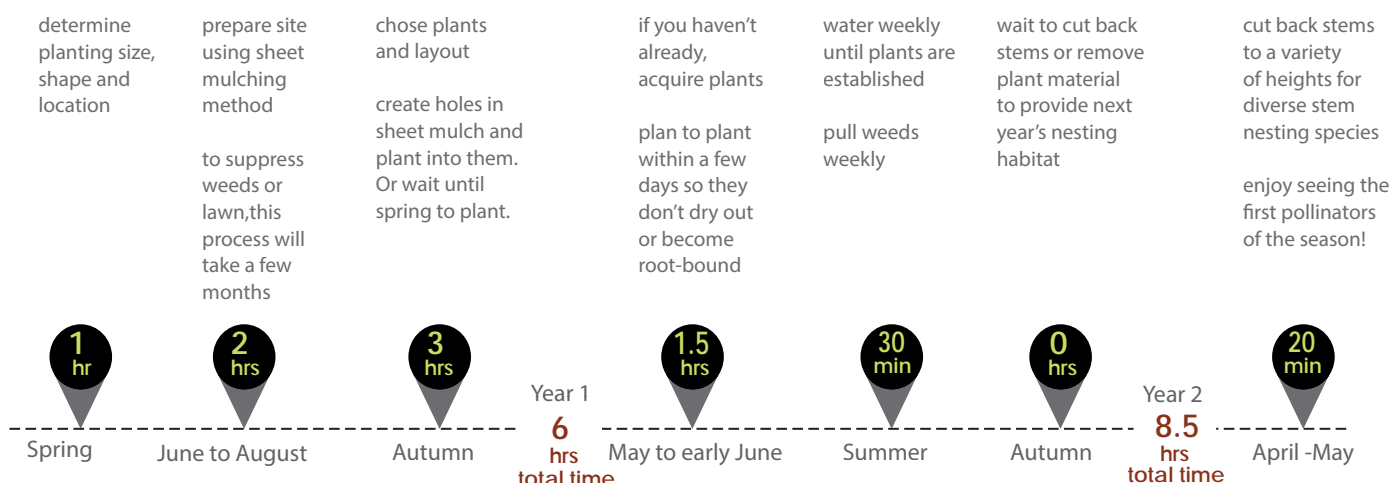 determine
planting size,
shape and
location
prepare site
using sheet
mulching
method
to suppress
weeds or
lawn,this
process will
take a few
months
chose plants
and layout
create holes in
sheet mulch and
plant into them.
Or wait until
spring to plant.
if you haven't
already,
acquire plants
plan to plant
within a few
days so they
don't dry out
or become
root-bound
water weekly
until plants are
established
pull weeds
weekly
wait to cut back
stems or remove
plant material
to provide next
year's nesting
habitat
cut back stems
to a variety
of heights for
diverse stem
nesting species
enjoy seeing the
first pollinators
of the season!
1
hr
2
hrs
3
hrs
1.5
hrs
30
min
0
hrs
20
min
Spring
June to August
Autumn
Year 1
6
hrs
total time
May to early June
Summer
Autumn
Year 2
8.5
hrs
total time
April -May